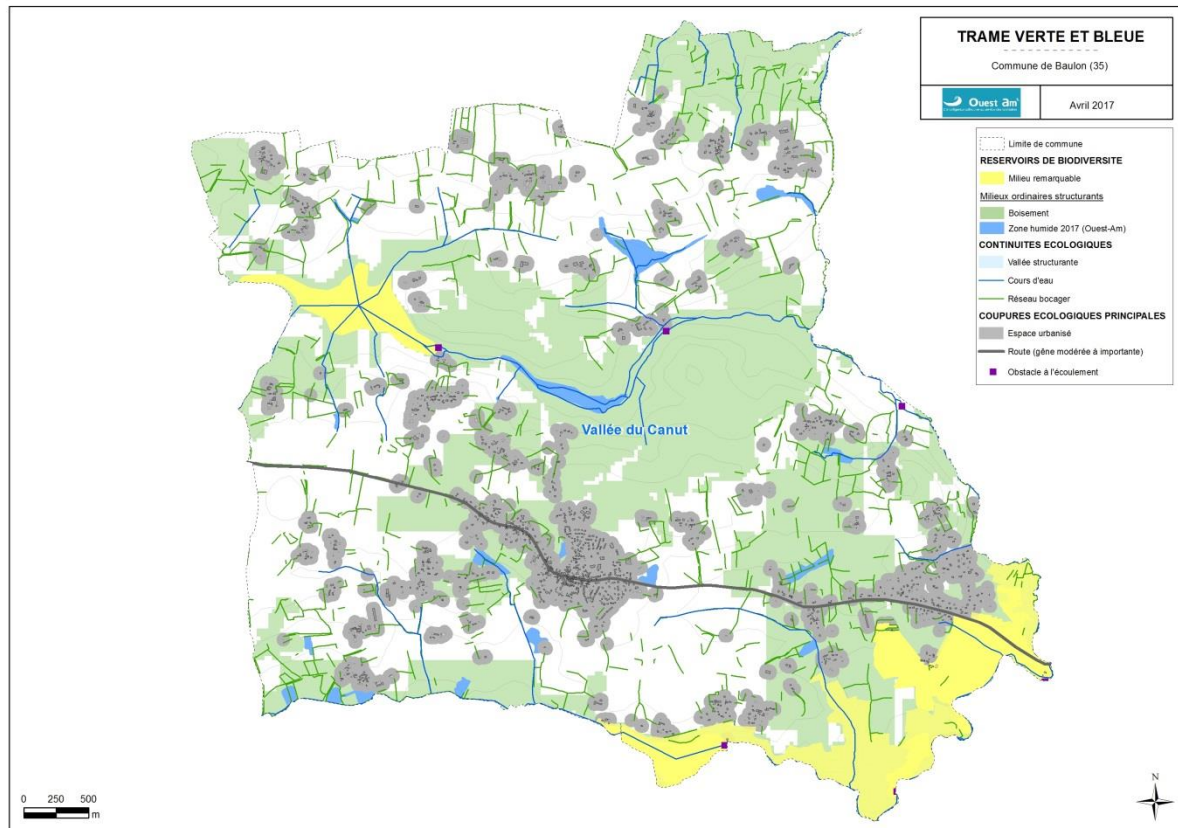 TRAME VERTE ET BLEUE
Commune de Baulon (35)
Ouest Am'
Avril 2017
Limite de commune
RESERVOIRS DE BIODIVERSITE
Milieu remarquable
Milieux ordinaires structurants
Boisement
Zone humide 2017 (Ouest-Am)
CONTINUITES ECOLOGIQUES
Vallée structurante
Cours d'eau
Réseau bocager
COUPURES ECOLOGIQUES PRINCIPALES
Espace urbanisé
Route (gêne modérée à importante)
Obstacle à l'écoulement
Vallée du Canut
0 250 500
m
N